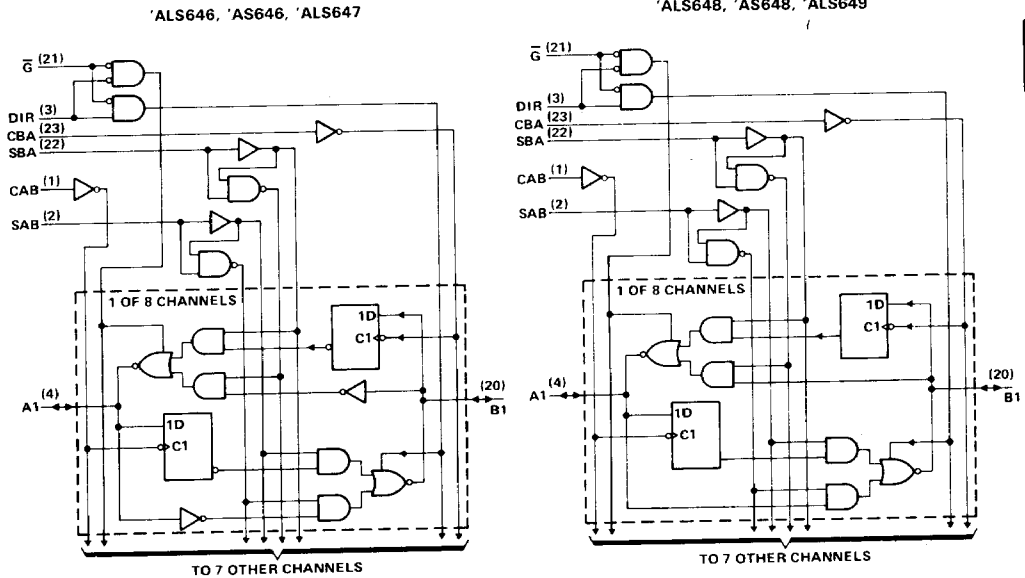 'ALS646, 'AS646, 'ALS647
G (21)
DIR (3)
CBA (23)
SBA (22)
CAB (1)
SAB (2)
1 OF 8 CHANNELS
1D
C1
A1 (4)
1D
C1
(20)
B1
TO 7 OTHER CHANNELS
'ALS648, 'AS648, 'ALS649
G (21)
DIR (3)
CBA (23)
SBA (22)
CAB (1)
SAB (2)
1 OF 8 CHANNELS
1D
C1
A1 (4)
1D
C1
(20)
B1
TO 7 OTHER CHANNELS